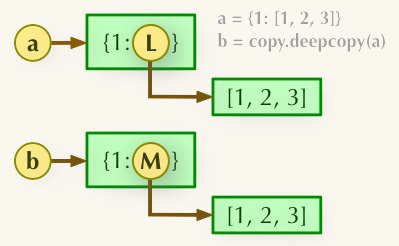 a = {1: [1, 2, 3]}
b = copy.deepcopy(a)
a {1: L }
[1, 2, 3]
b {1: M }
[1, 2, 3]